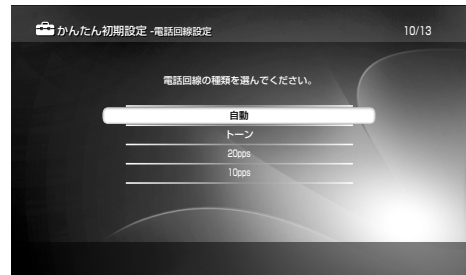 かんたん初期設定 -電話回線設定
10/13
電話回線の種類を選んでください。
自動
トーン
20pps
10pps